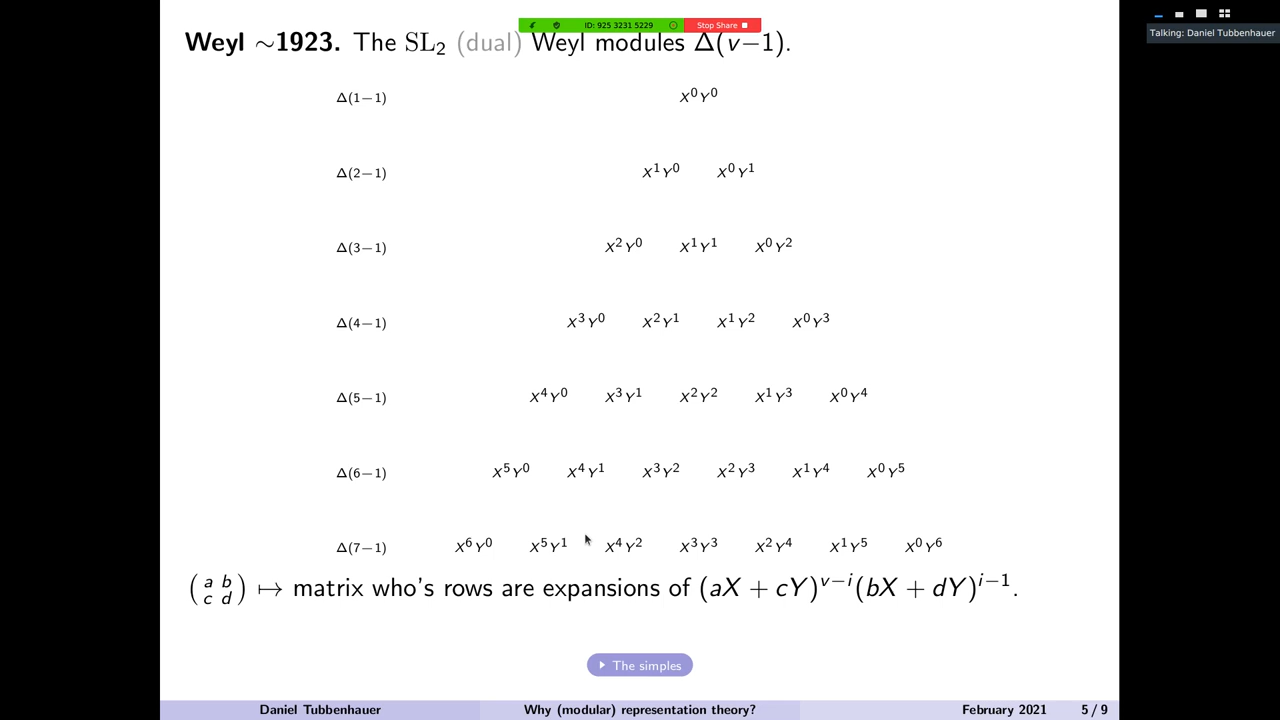 ID: 925 3231 5229 Stop Share
Talking: Daniel Tubbenhauer
Weyl ∼1923. The SL₂ (dual) Weyl modules Δ(v−1).
Δ(1−1) X⁰Y⁰
Δ(2−1) X¹Y⁰ X⁰Y¹
Δ(3−1) X²Y⁰ X¹Y¹ X⁰Y²
Δ(4−1) X³Y⁰ X²Y¹ X¹Y² X⁰Y³
Δ(5−1) X⁴Y⁰ X³Y¹ X²Y² X¹Y³ X⁰Y⁴
Δ(6−1) X⁵Y⁰ X⁴Y¹ X³Y² X²Y³ X¹Y⁴ X⁰Y⁵
Δ(7−1) X⁶Y⁰ X⁵Y¹ X⁴Y² X³Y³ X²Y⁴ X¹Y⁵ X⁰Y⁶
(a b c d) ↦ matrix who's rows are expansions of (aX + cY)ᵛ⁻ⁱ(bX + dY)ⁱ⁻¹.
The simples
Daniel Tubbenhauer Why (modular) representation theory? February 2021 5 / 9